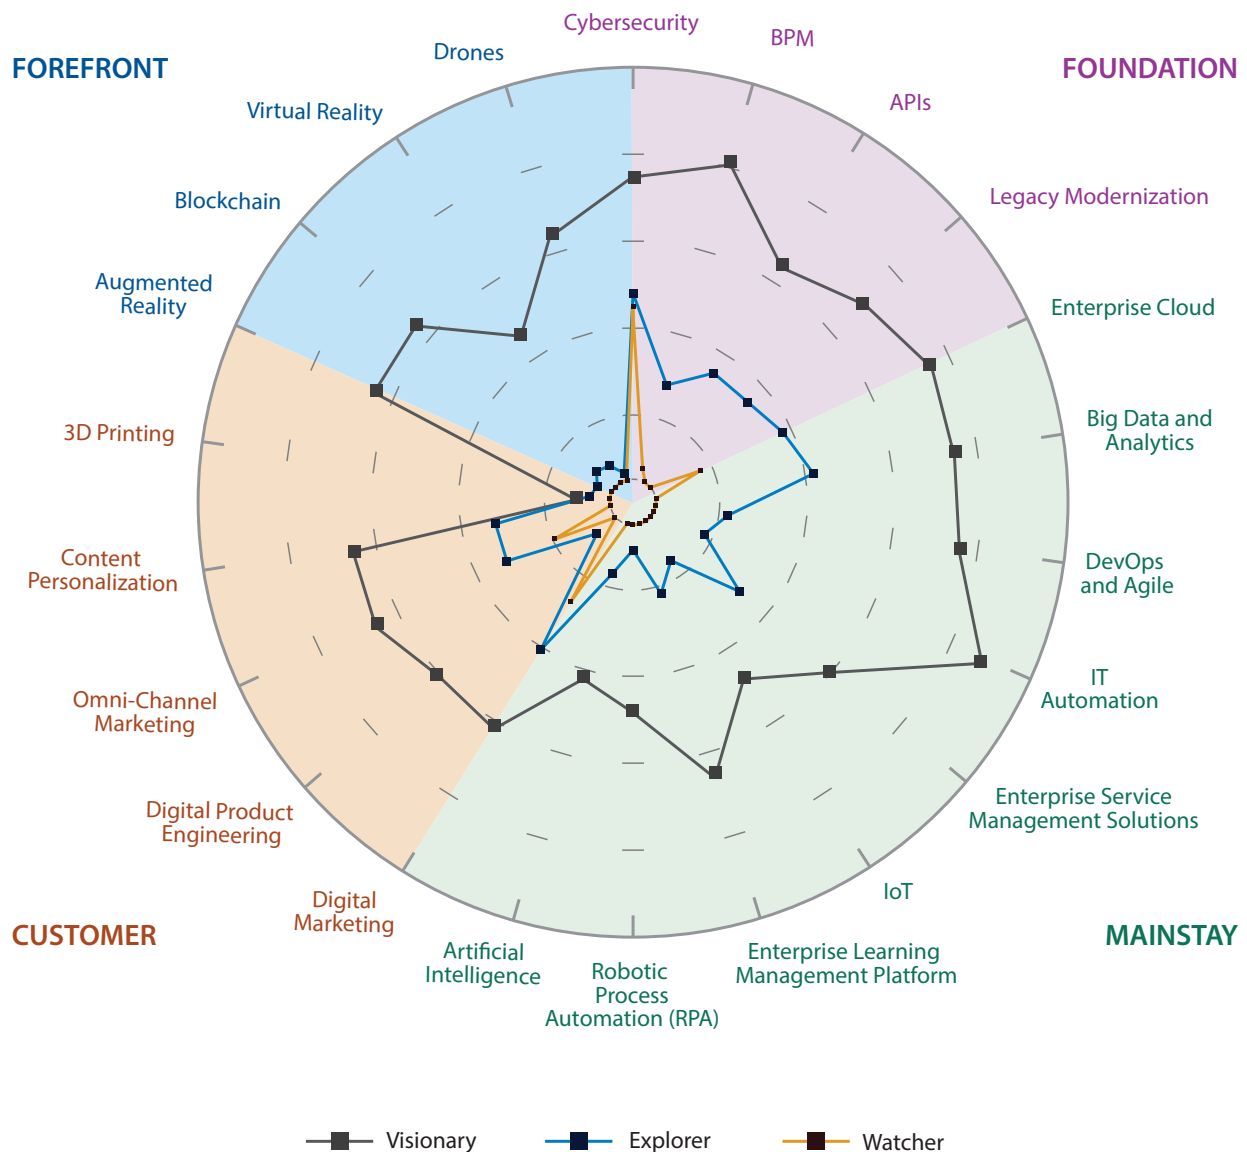 Cybersecurity
BPM
Drones
FOREFRONT
FOUNDATION
APIs
Virtual Reality
Legacy Modernization
Blockchain
Augmented
Reality
Enterprise Cloud
Big Data and
Analytics
3D Printing
Content
Personalization
DevOps
and Agile
IT
Automation
Omni-Channel
Marketing
Enterprise Service
Management Solutions
Digital Product
Engineering
IoT
Digital
Marketing
CUSTOMER
MAINSTAY
Artificial
Intelligence
Enterprise Learning
Management Platform
Robotic
Process
Automation (RPA)
Visionary
Explorer
Watcher